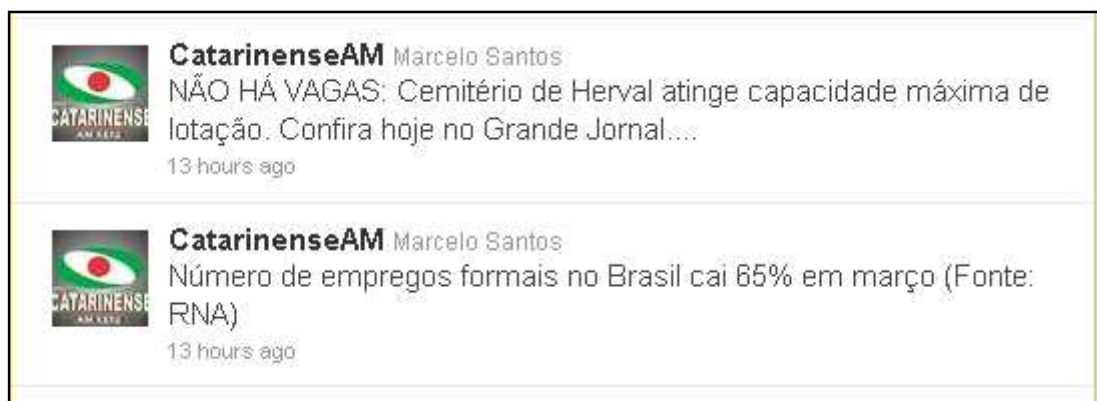 CatarinenseAM Marcelo Santos
NÃO HÁ VAGAS: Cemitério de Herval atinge capacidade máxima de
lotação. Confira hoje no Grande Jornal....
13 hours ago
CATARINENSE
CatarinenseAM Marcelo Santos
Número de empregos formais no Brasil cai 65% em março (Fonte:
RNA)
13 hours ago
CATARINENSE